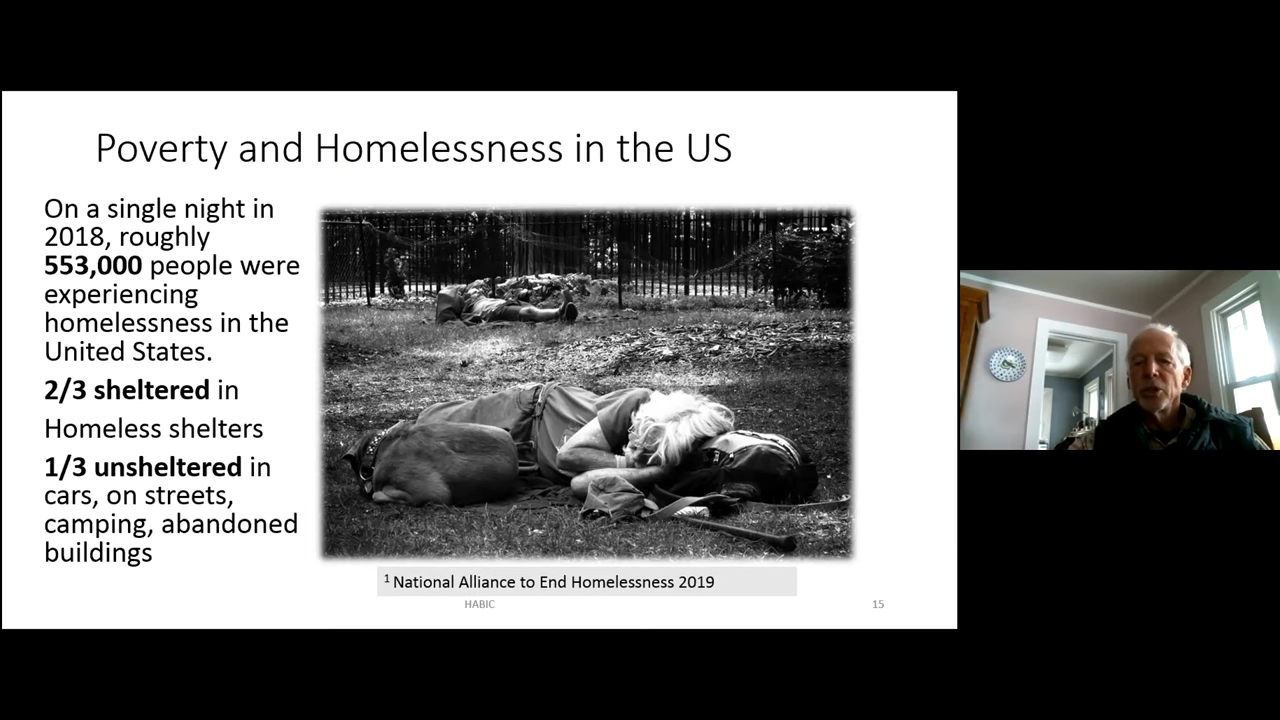 Poverty and Homelessness in the US
On a single night in
2018, roughly
553,000 people were
experiencing
homelessness in the
United States.
2/3 sheltered in
Homeless shelters
1/3 unsheltered in
cars, on streets,
camping, abandoned
buildings
1 National Alliance to End Homelessness 2019
HABIC
15